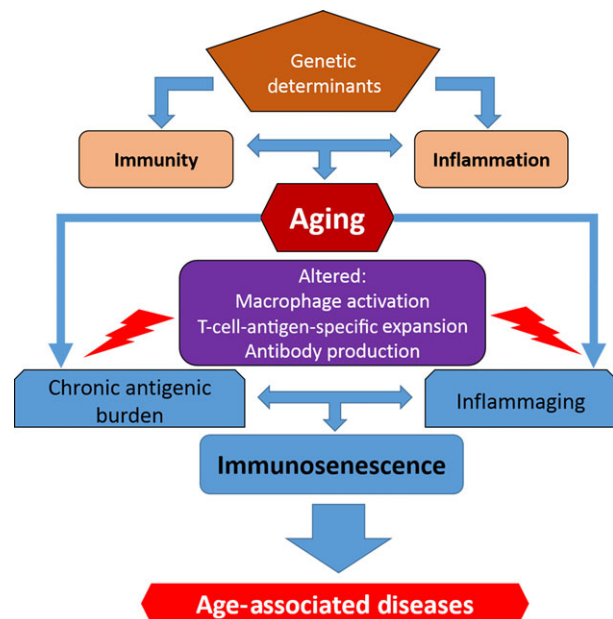 Genetic
determinants
Immunity
Inflammation
Aging
Altered:
Macrophage activation
T-cell-antigen-specific expansion
Antibody production
Chronic antigenic
burden
Inflammaging
Immunosenescence
Age-associated diseases